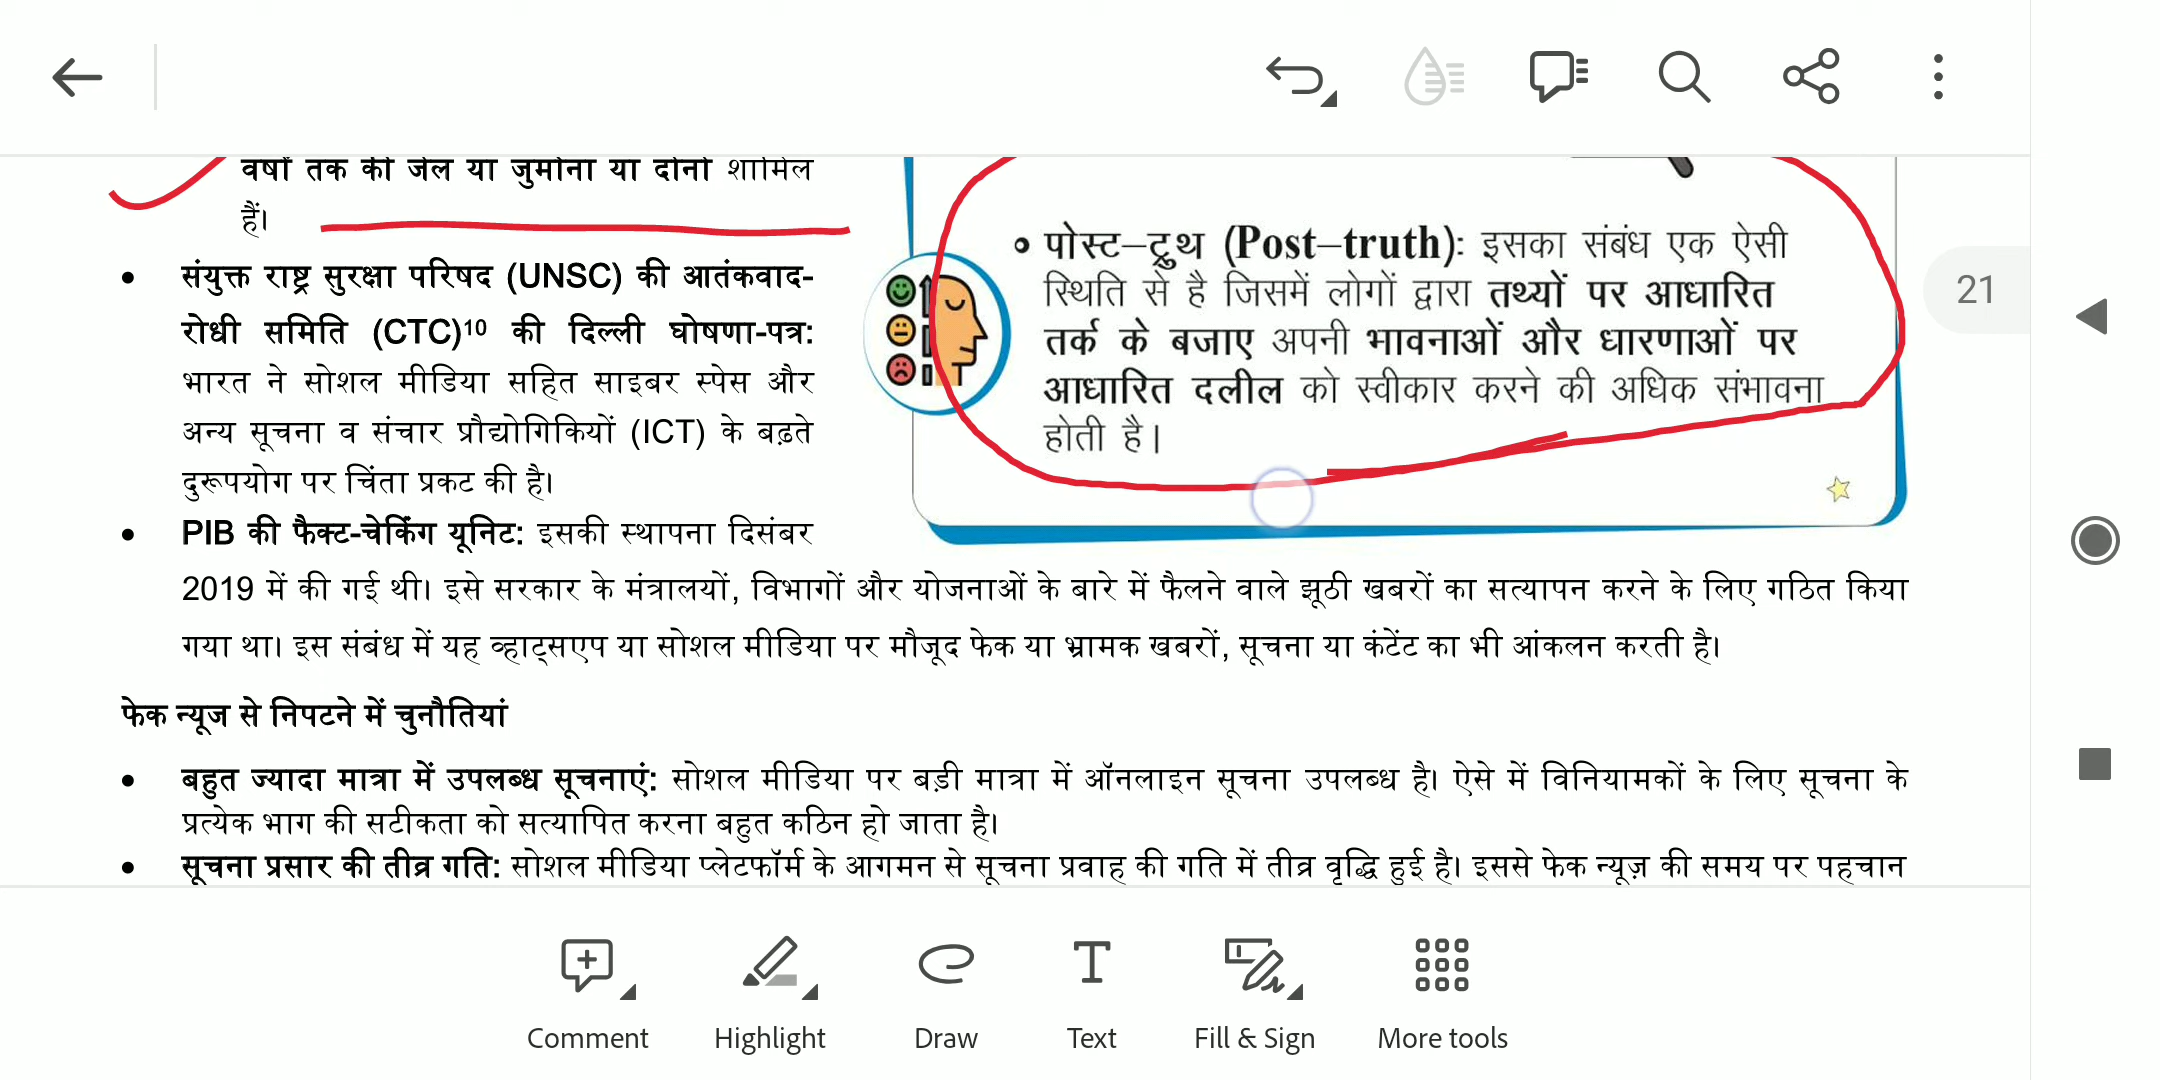 वर्षों तक की जेल या जुर्माना या दोनों शामिल
हैं।
संयुक्त राष्ट्र सुरक्षा परिषद (UNSC) की आतंकवाद-
रोधी समिति (CTC)10 की दिल्ली घोषणा-पत्र:
भारत ने सोशल मीडिया सहित साइबर स्पेस और
अन्य सूचना व संचार प्रौद्योगिकियों (ICT) के बढ़ते
दुरूपयोग पर चिंता प्रकट की है।
PIB की फैक्ट-चेकिंग यूनिट: इसकी स्थापना दिसंबर
पोस्ट–ट्रुथ (Post–truth): इसका संबंध एक ऐसी
स्थिति से है जिसमें लोगों द्वारा तथ्यों पर आधारित
तर्क के बजाए अपनी भावनाओं और धारणाओं पर
आधारित दलील को स्वीकार करने की अधिक संभावना
होती है।
21
2019 में की गई थी। इसे सरकार के मंत्रालयों, विभागों और योजनाओं के बारे में फैलने वाले झूठी खबरों का सत्यापन करने के लिए गठित किया
गया था। इस संबंध में यह व्हाट्सएप या सोशल मीडिया पर मौजूद फेक या भ्रामक खबरों, सूचना या कंटेंट का भी आंकलन करती है।
फेक न्यूज से निपटने में चुनौतियां
बहुत ज्यादा मात्रा में उपलब्ध सूचनाएं: सोशल मीडिया पर बड़ी मात्रा में ऑनलाइन सूचना उपलब्ध है। ऐसे में विनियामकों के लिए सूचना के
प्रत्येक भाग की सटीकता को सत्यापित करना बहुत कठिन हो जाता है।
सूचना प्रसार की तीव्र गति: सोशल मीडिया प्लेटफॉर्म के आगमन से सूचना प्रवाह की गति में तीव्र वृद्धि हुई है। इससे फेक न्यूज़ की समय पर पहचान
Comment
Highlight
Draw
Text
Fill & Sign
More tools